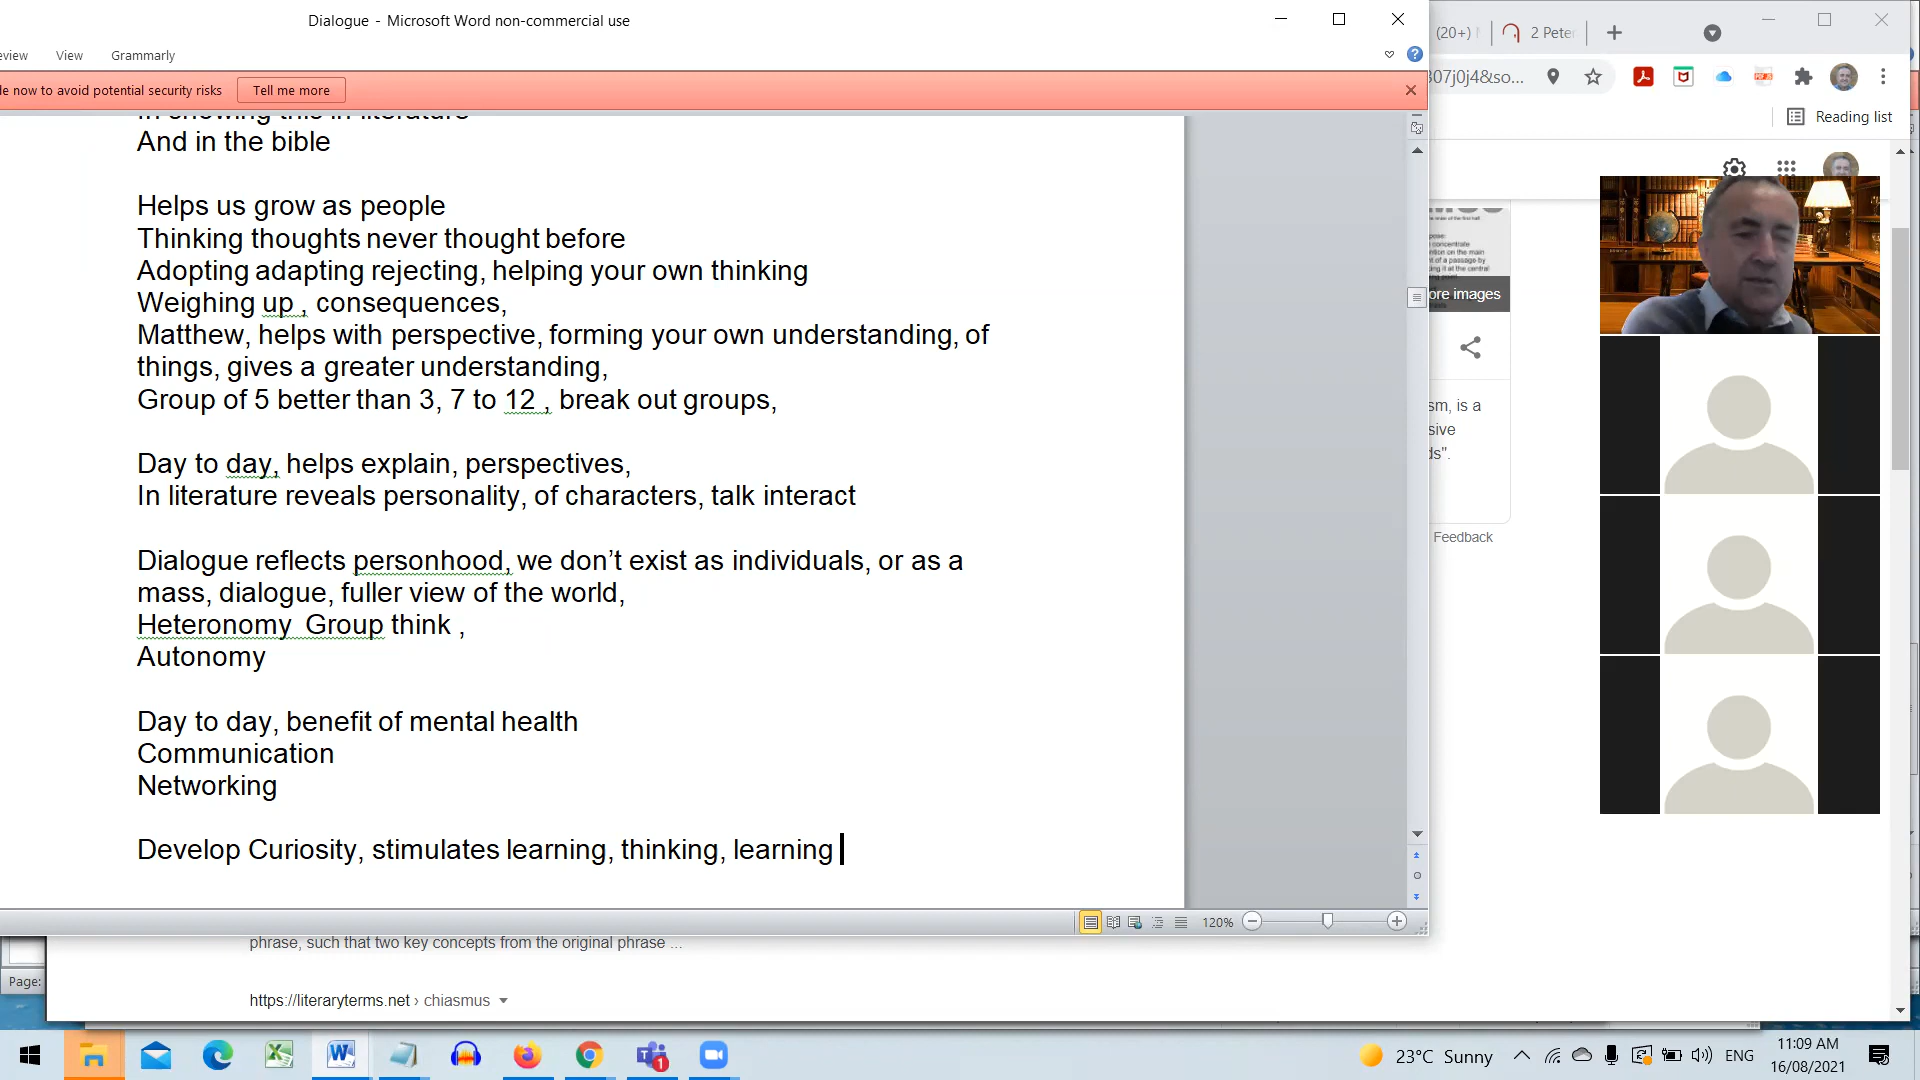 Dialogue - Microsoft Word non-commercial use
eview View Grammarly
le now to avoid potential security risks Tell me more
And in the bible
Helps us grow as people
Thinking thoughts never thought before
Adopting adapting rejecting, helping your own thinking
Weighing up , consequences,
Matthew, helps with perspective, forming your own understanding, of
things, gives a greater understanding,
Group of 5 better than 3, 7 to 12 , break out groups,
Day to day, helps explain, perspectives,
In literature reveals personality, of characters, talk interact
Dialogue reflects personhood, we don’t exist as individuals, or as a
mass, dialogue, fuller view of the world,
Heteronomy Group think ,
Autonomy
Day to day, benefit of mental health
Communication
Networking
Develop Curiosity, stimulates learning, thinking, learning
120%
(20+) 2 Peter
307j0j4&so...
Reading list
ore images
sm, is a
sive
ds".
Feedback
phrase, such that two key concepts from the original phrase ...
Page:
https://literaryterms.net › chiasmus
23°C Sunny
ENG
11:09 AM
16/08/2021